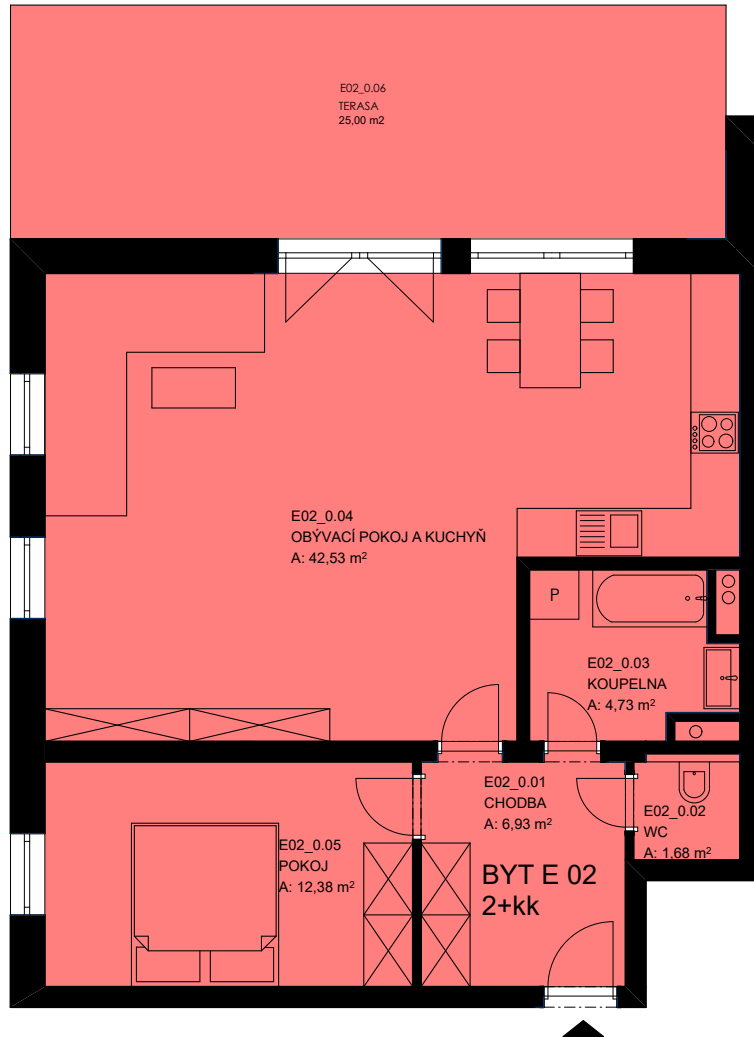 E02_0.06
TERASA
25,00 m2
E02_0.04
OBÝVACÍ POKOJ A KUCHYŇ
A: 42,53 m²
P
E02_0.03
KOUPELNA
A: 4,73 m²
E02_0.01
CHODBA
A: 6,93 m²
E02_0.02
WC
A: 1,68 m²
E02_0.05
POKOJ
A: 12,38 m²
BYT E 02
2+kk